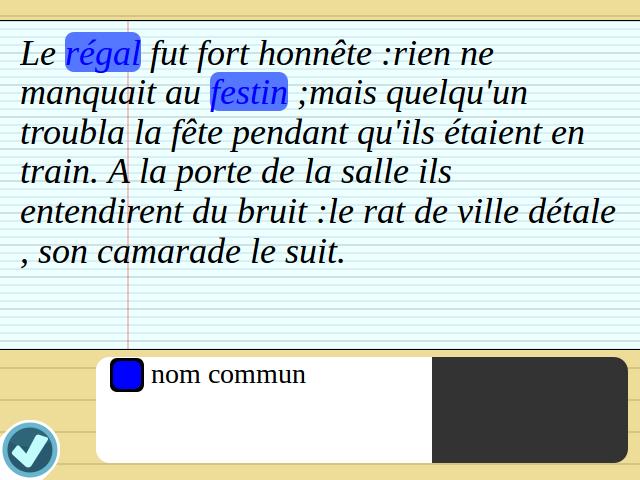 Le régal fut fort honnête :rien ne
manquait au festin ;mais quelqu'un
troubla la fête pendant qu'ils étaient en
train. A la porte de la salle ils
entendirent du bruit :le rat de ville détale
, son camarade le suit.
nom commun